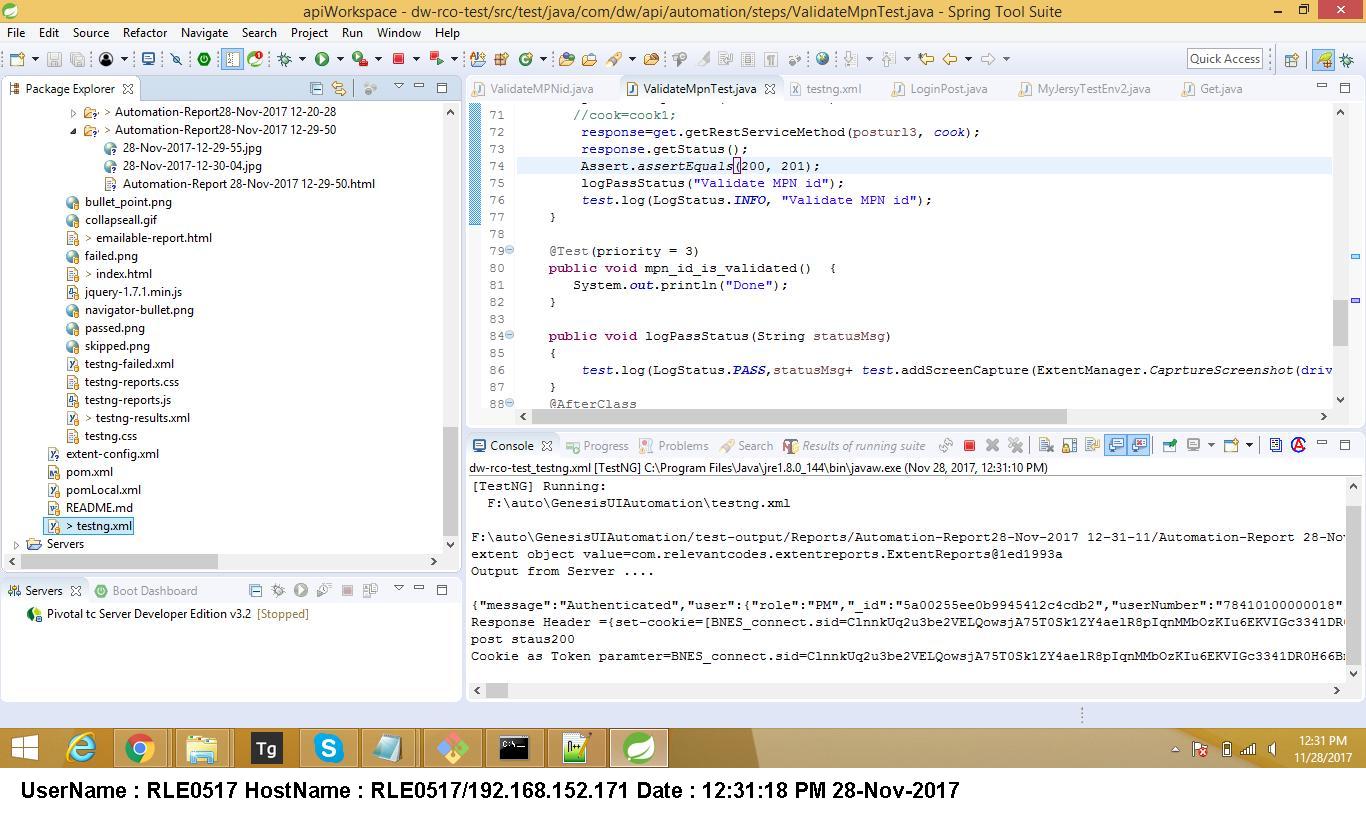 apiWorkspace - dw-rco-test/src/test/java/com/dw/api/automation/steps/ValidateMpnTest.java - Spring Tool Suite
File Edit Source Refactor Navigate Search Project Run Window Help
Quick Access
Package Explorer
> Automation-Report28-Nov-2017 12-20-28
> Automation-Report28-Nov-2017 12-29-50
28-Nov-2017-12-29-55.jpg
28-Nov-2017-12-30-04.jpg
Automation-Report 28-Nov-2017 12-29-50.html
bullet_point.png
collapseall.gif
> emailable-report.html
failed.png
> index.html
jquery-1.7.1.min.js
navigator-bullet.png
passed.png
skipped.png
testng-failed.xml
testng-reports.css
testng-reports.js
> testng-results.xml
testng.css
extent-config.xml
pom.xml
pomLocal.xml
README.md
> testng.xml
Servers
Servers Boot Dashboard
Pivotal tc Server Developer Edition v3.2 [Stopped]
ValidateMPNid.java ValidateMpnTest.java testng.xml LoginPost.java MyJersyTestEnv2.java Get.java
71 //cook=cook1;
72 response=get.getRestServiceMethod(posturl3, cook);
73 response.getStatus();
74 Assert.assertEquals(200, 201);
75 logPassStatus("Validate MPN id");
76 test.log(LogStatus.INFO, "Validate MPN id");
77 }
78
79 @Test(priority = 3)
80 public void mpn_id_is_validated() {
81 System.out.println("Done");
82 }
83
84 public void logPassStatus(String statusMsg)
85 {
86 test.log(LogStatus.PASS,statusMsg+ test.addScreenCapture(ExtentManager.CaprtureScreenshot(driv
87 }
88 @AfterClass
Console Progress Problems Search Results of running suite
dw-rco-test_testng.xml [TestNG] C:\Program Files\Java\jre1.8.0_144\bin\javaw.exe (Nov 28, 2017, 12:31:10 PM)
[TestNG] Running:
F:\auto\GenesisUIAutomation\testng.xml
F:\auto\GenesisUIAutomation/test-output/Reports/Automation-Report28-Nov-2017 12-31-11/Automation-Report 28-Nov
extent object value=com.relevantcodes.extentreports.ExtentReports@1ed1993a
Output from Server ....
{"message":"Authenticated","user":{"role":"PM","_id":"5a00255ee0b9945412c4cdb2","userNumber":"78410100000018"
Response Header ={set-cookie=[BNES_connect.sid=ClnnkUq2u3be2VELQowsjA75T0Sk1ZY4aelR8pIqnMMbOzKIu6EKVIGc3341DR0
post staus200
Cookie as Token paramter=BNES_connect.sid=ClnnkUq2u3be2VELQowsjA75T0Sk1ZY4aelR8pIqnMMbOzKIu6EKVIGc3341DR0H66B
Tg
12:31 PM
11/28/2017
UserName : RLE0517 HostName : RLE0517/192.168.152.171 Date : 12:31:18 PM 28-Nov-2017